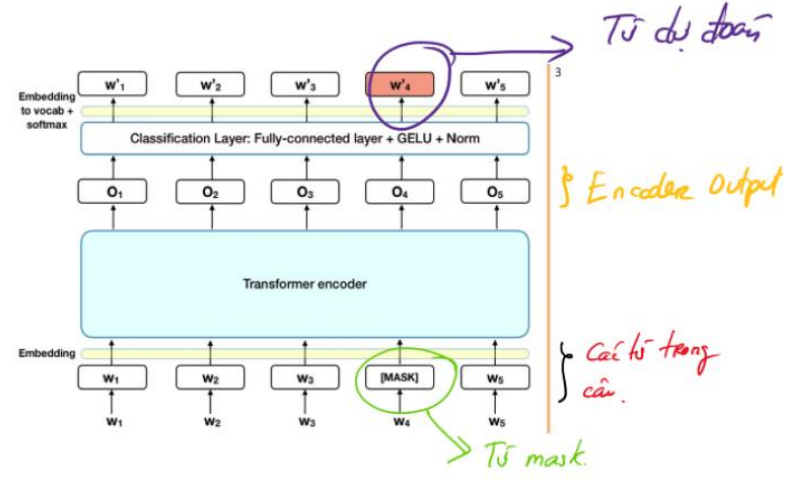 Từ dự đoán
3
w'1 w'2 w'3 w'4 w'5
Embedding
to vocab +
softmax
Classification Layer: Fully-connected layer + GELU + Norm
O1 O2 O3 O4 O5
Encoder Output
Transformer encoder
Embedding
W1 W2 W3 [MASK] W5
Các từ trong
câu.
W1 W2 W3 W4 W5
Từ mask.